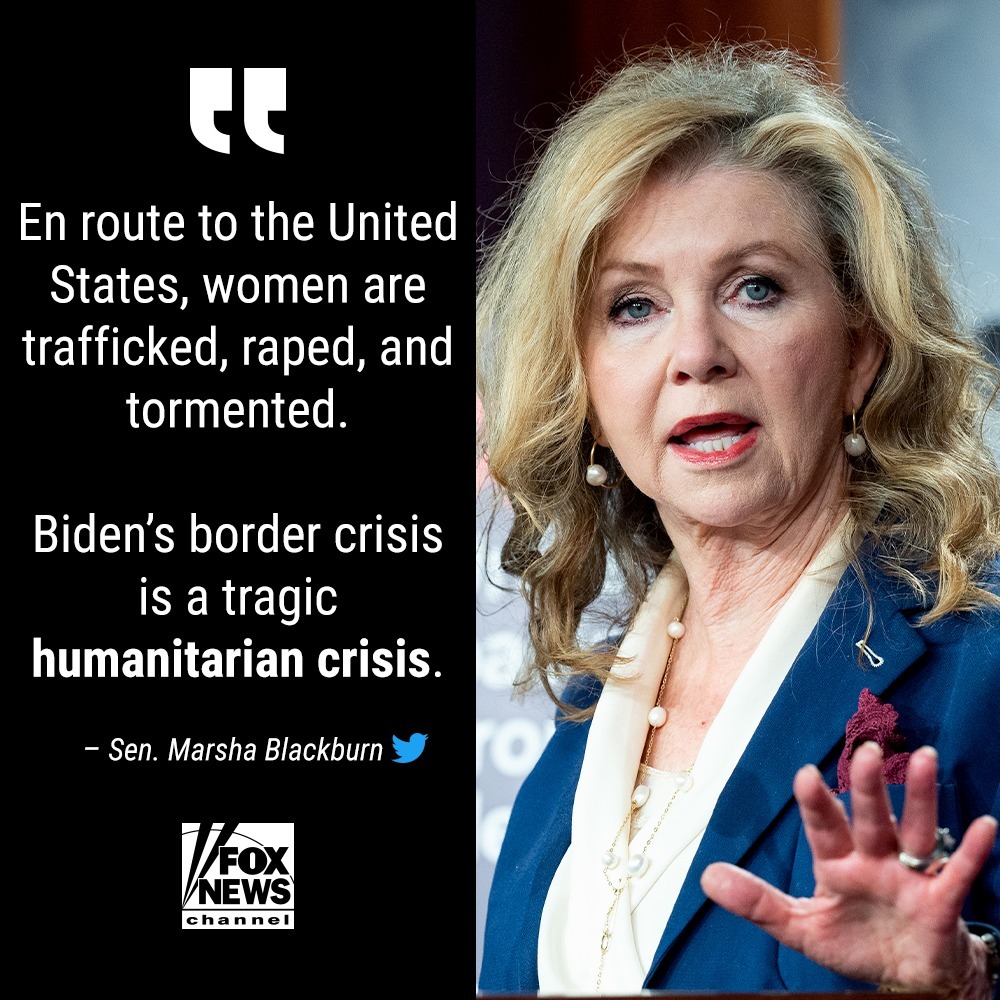 En route to the United
States, women are
trafficked, raped, and
tormented.
Biden’s border crisis
is a tragic
humanitarian crisis.
– Sen. Marsha Blackburn
FOX
NEWS
channel